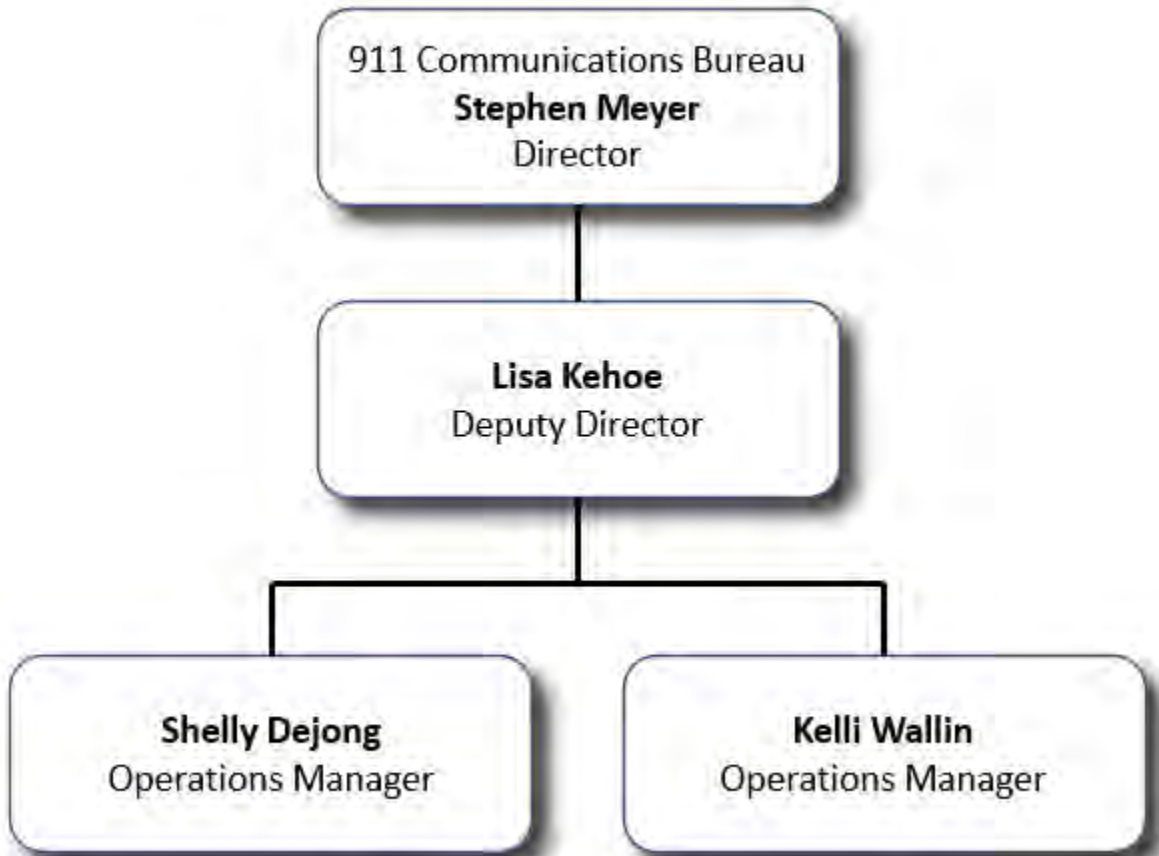 911 Communications Bureau
Stephen Meyer
Director
Lisa Kehoe
Deputy Director
Shelly Dejong
Operations Manager
Kelli Wallin
Operations Manager